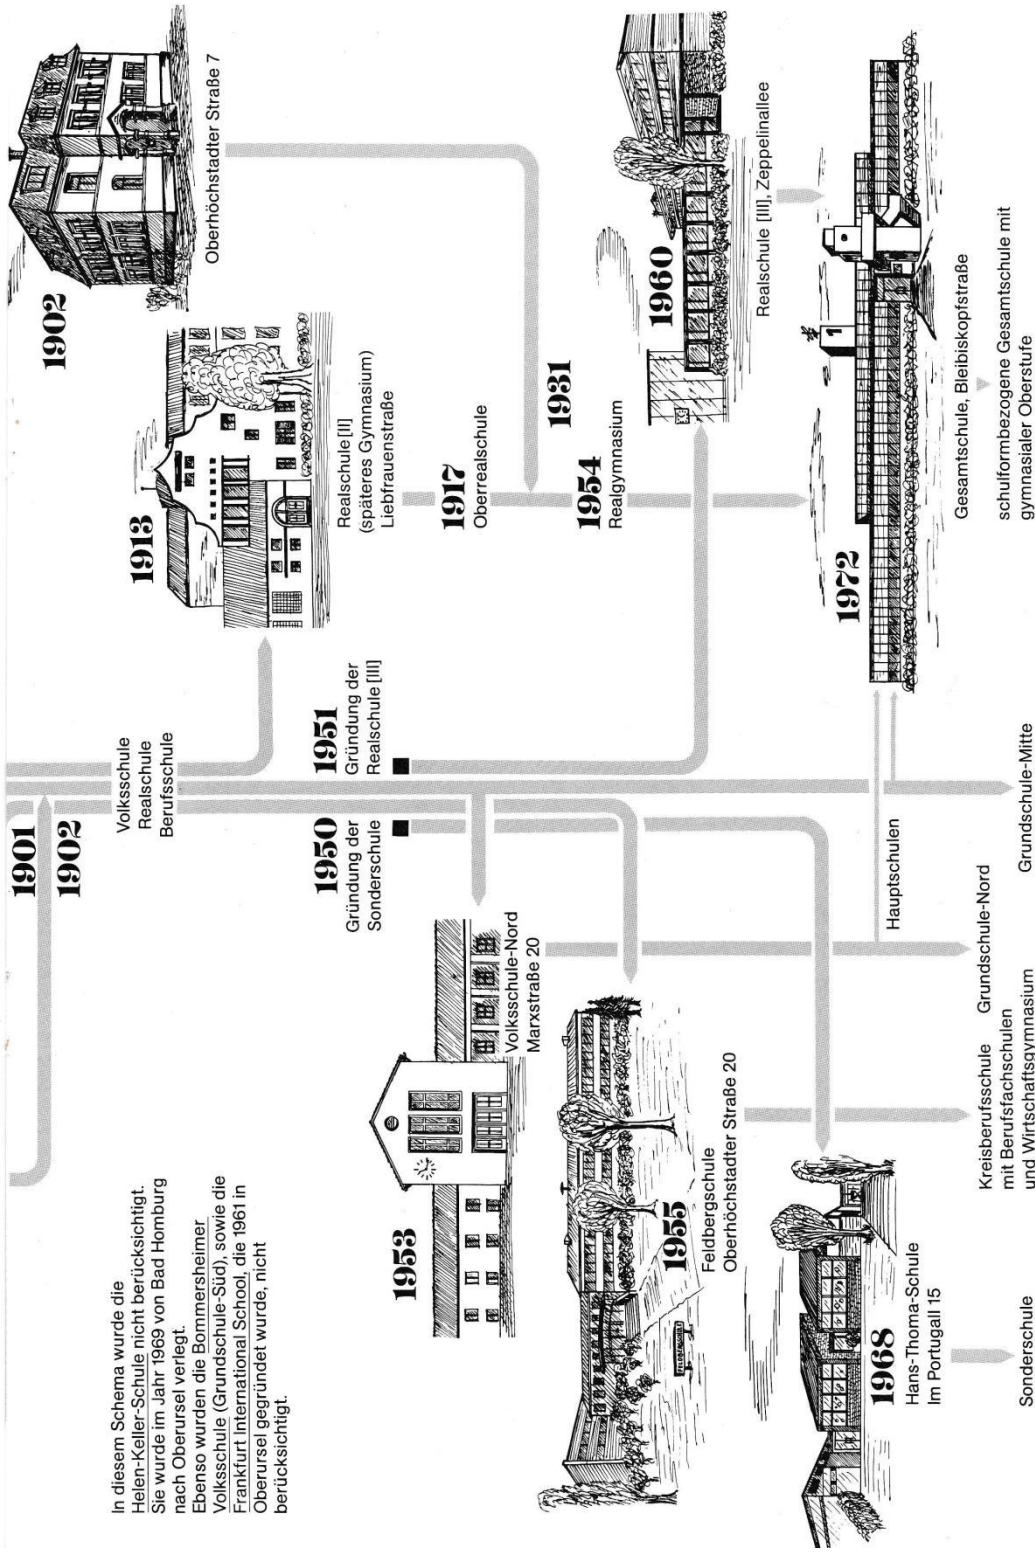 In diesem Schema wurde die
Helen-Keller-Schule nicht berücksichtigt.
Sie wurde im Jahr 1969 von Bad Homburg
nach Oberursel verlegt.
Ebenso wurden die Bommersheimer
Volksschule (Grundschule-Süd), sowie die
Frankfurt International School, die 1961 in
Oberursel gegründet wurde, nicht
berücksichtigt.
1901
1902
Volksschule
Realschule
Berufsschule
1913
Realschule [II]
(späteres Gymnasium)
Liebfrauenstraße
1902
Oberhöchstadter Straße 7
1917
Oberrealschule
1931
1954
Realgymnasium
1950
Gründung der
Sonderschule
1951
Gründung der
Realschule [III]
1953
Volksschule-Nord
Marxstraße 20
1955
FELDBERGSCHULE
Feldbergschule
Oberhöchstadter Straße 20
1960
Realschule [III], Zeppelinallee
1968
Hans-Thoma-Schule
Im Portugall 15
Hauptschulen
1972
1
Gesamtschule, Bleibiskopfstraße
schulformbezogene Gesamtschule mit
gymnasialer Oberstufe
Sonderschule
Kreisberufsschule
mit Berufsfachschulen
und Wirtschaftsgymnasium
Grundschule-Nord
Grundschule-Mitte